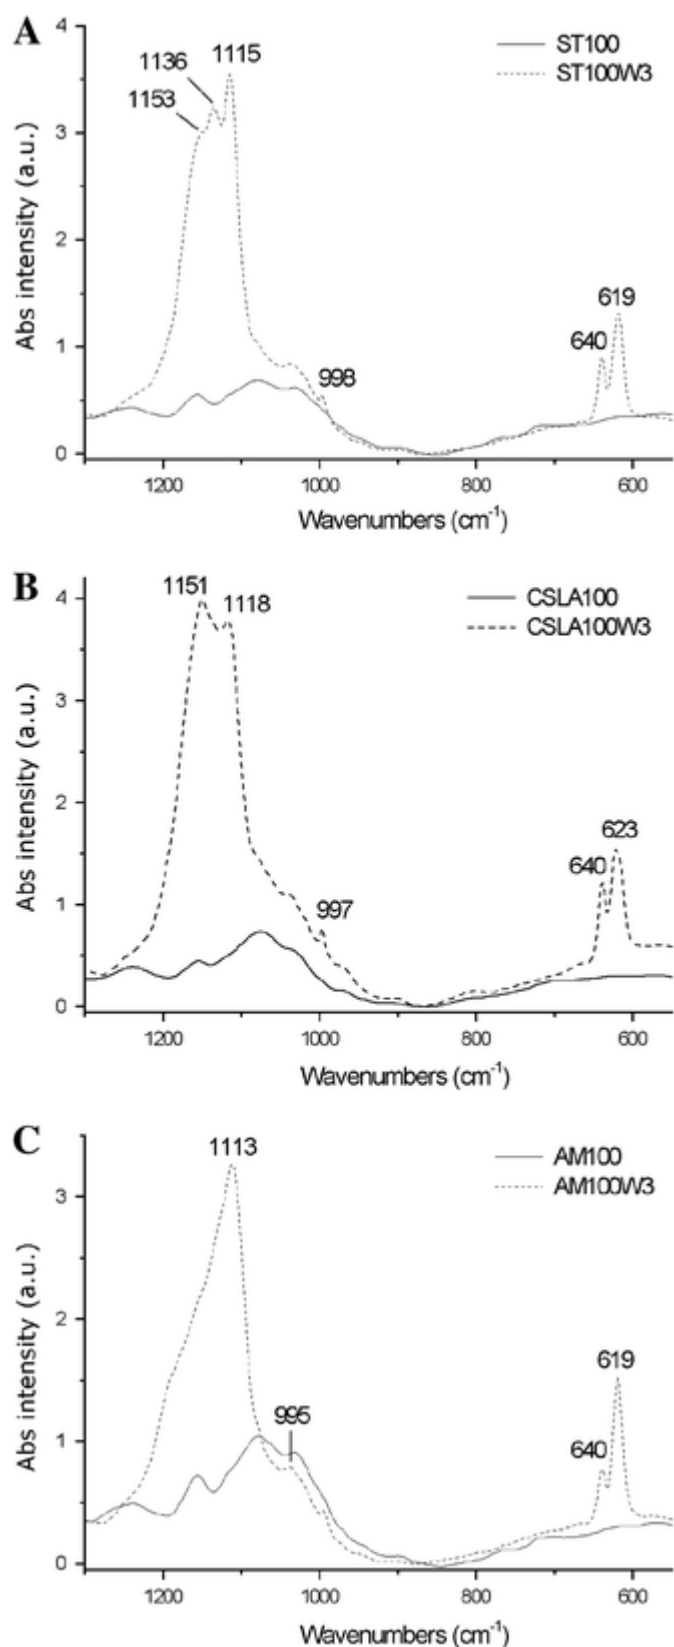 A
4
3
2
1
0
Abs intensity (a.u.)
1153
1136
1115
998
640
619
ST100
ST100W3
1200
1000
800
600
Wavenumbers (cm-1)
B
4
3
2
1
0
Abs intensity (a.u.)
1151
1118
997
640
623
CSLA100
CSLA100W3
1200
1000
800
600
Wavenumbers (cm-1)
C
3
2
1
0
Abs intensity (a.u.)
1113
995
640
619
AM100
AM100W3
1200
1000
800
600
Wavenumbers (cm-1)